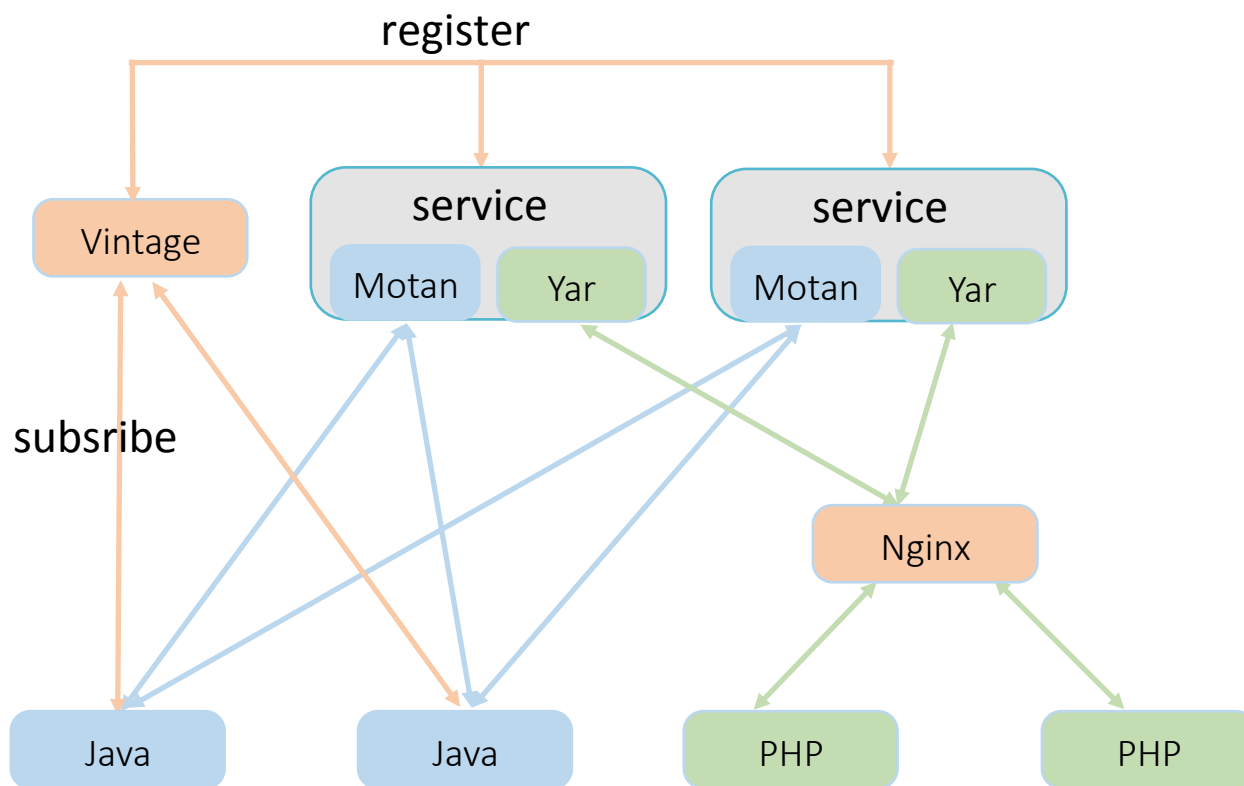 register
Vintage
service
Motan
Yar
service
Motan
Yar
subsribe
Nginx
Java
Java
PHP
PHP